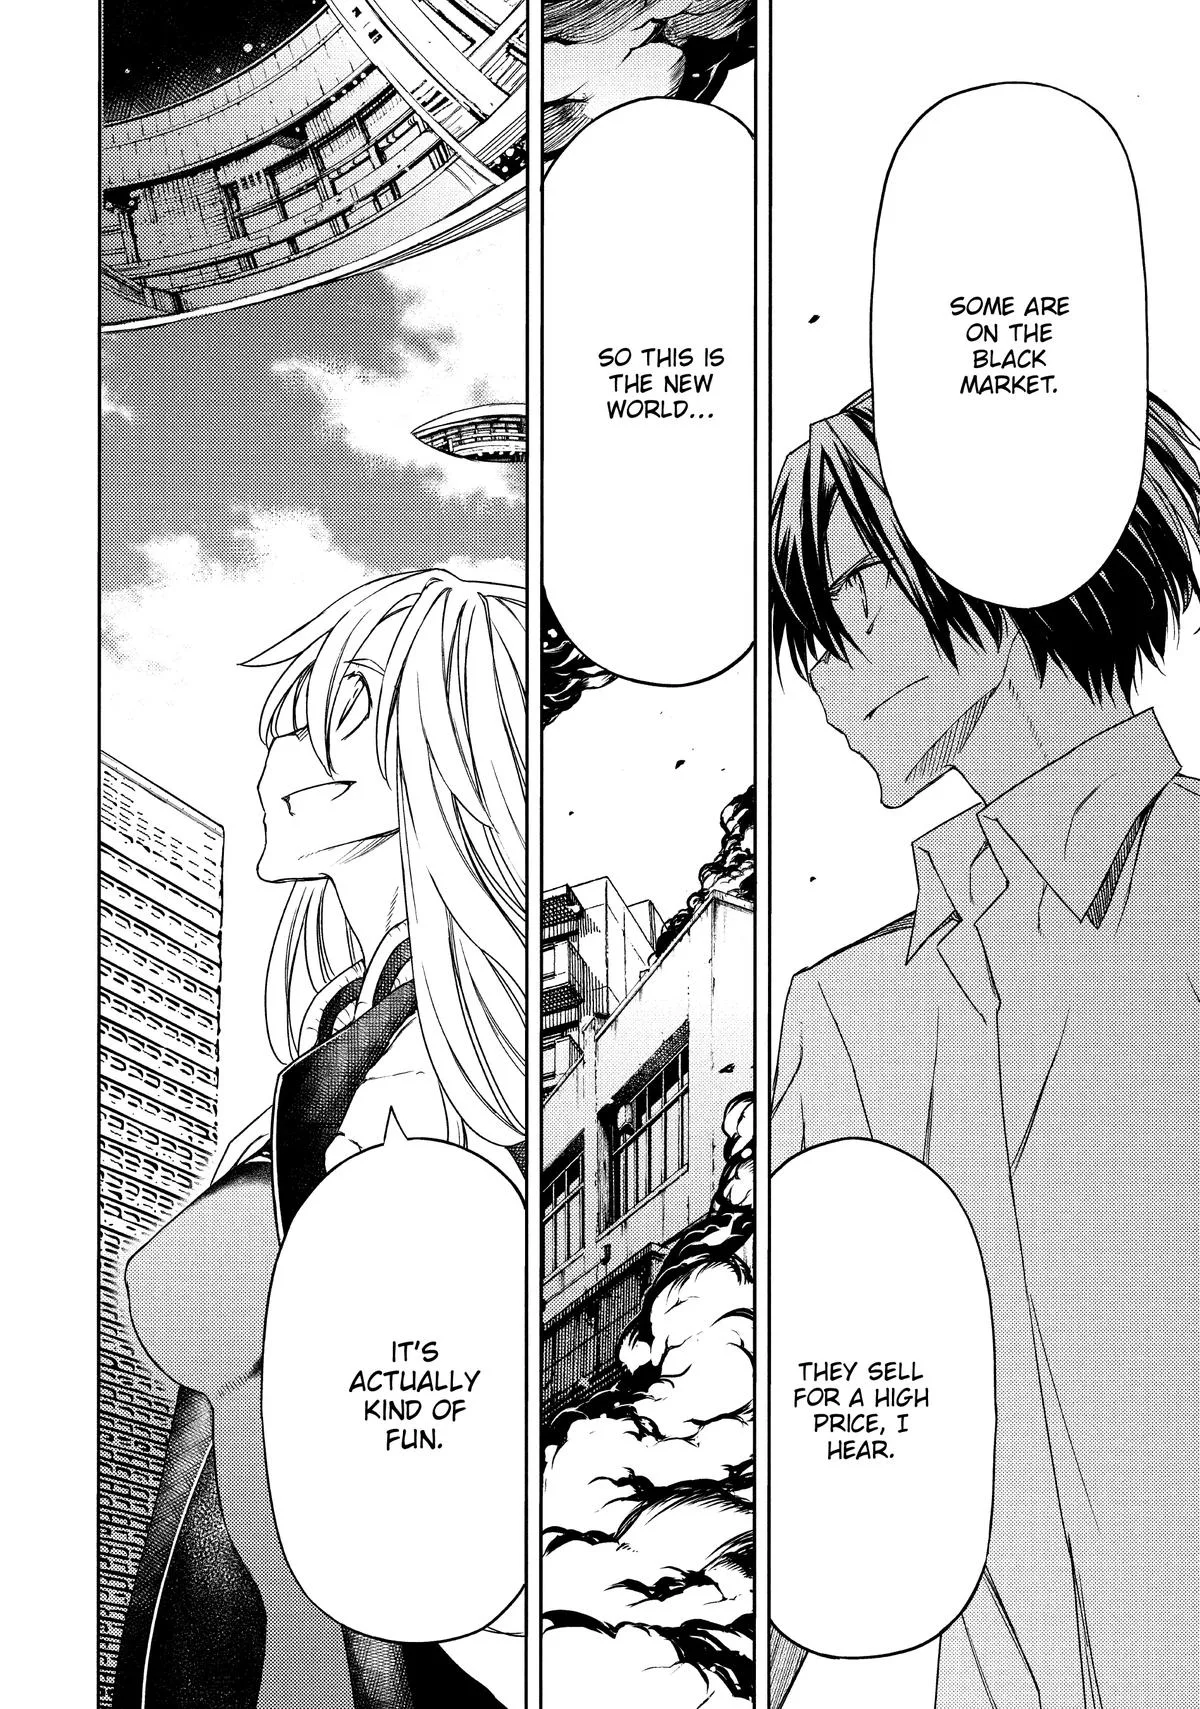 SOME ARE
ON THE
BLACK
MARKET.
THEY SELL
FOR A HIGH
PRICE, I
HEAR.
SO THIS IS
THE NEW
WORLD...
IT'S
ACTUALLY
KIND OF
FUN.